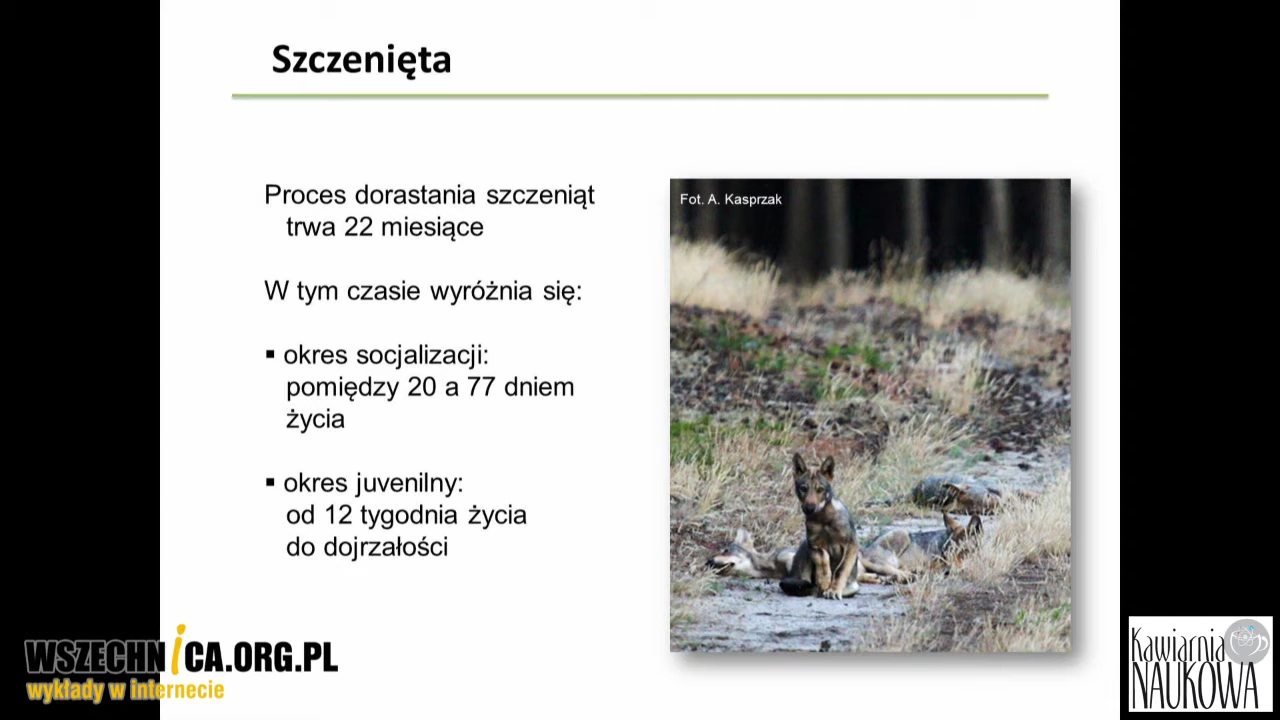 Szczenięta
Proces dorastania szczeniąt
trwa 22 miesiące
W tym czasie wyróżnia się:
▪ okres socjalizacji:
pomiędzy 20 a 77 dniem
życia
▪ okres juvenilny:
od 12 tygodnia życia
do dojrzałości
Fot. A. Kasprzak
WSZECHNiCA.ORG.PL
wykłady w internecie
Kawiarnia
NAUKOWA